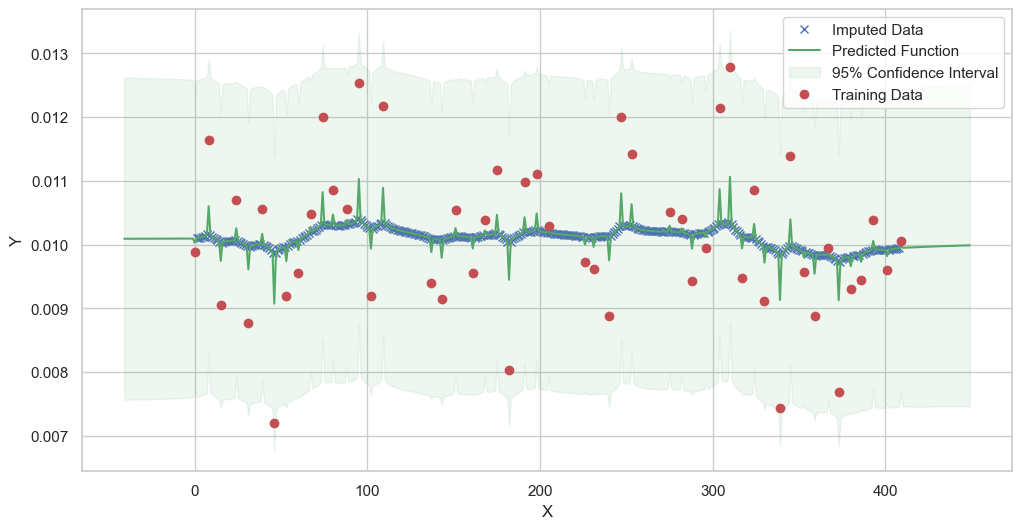 Imputed Data
Predicted Function
95% Confidence Interval
Training Data
0.013
0.012
0.011
0.010
0.009
0.008
0.007
Y
0 100 200 300 400
X